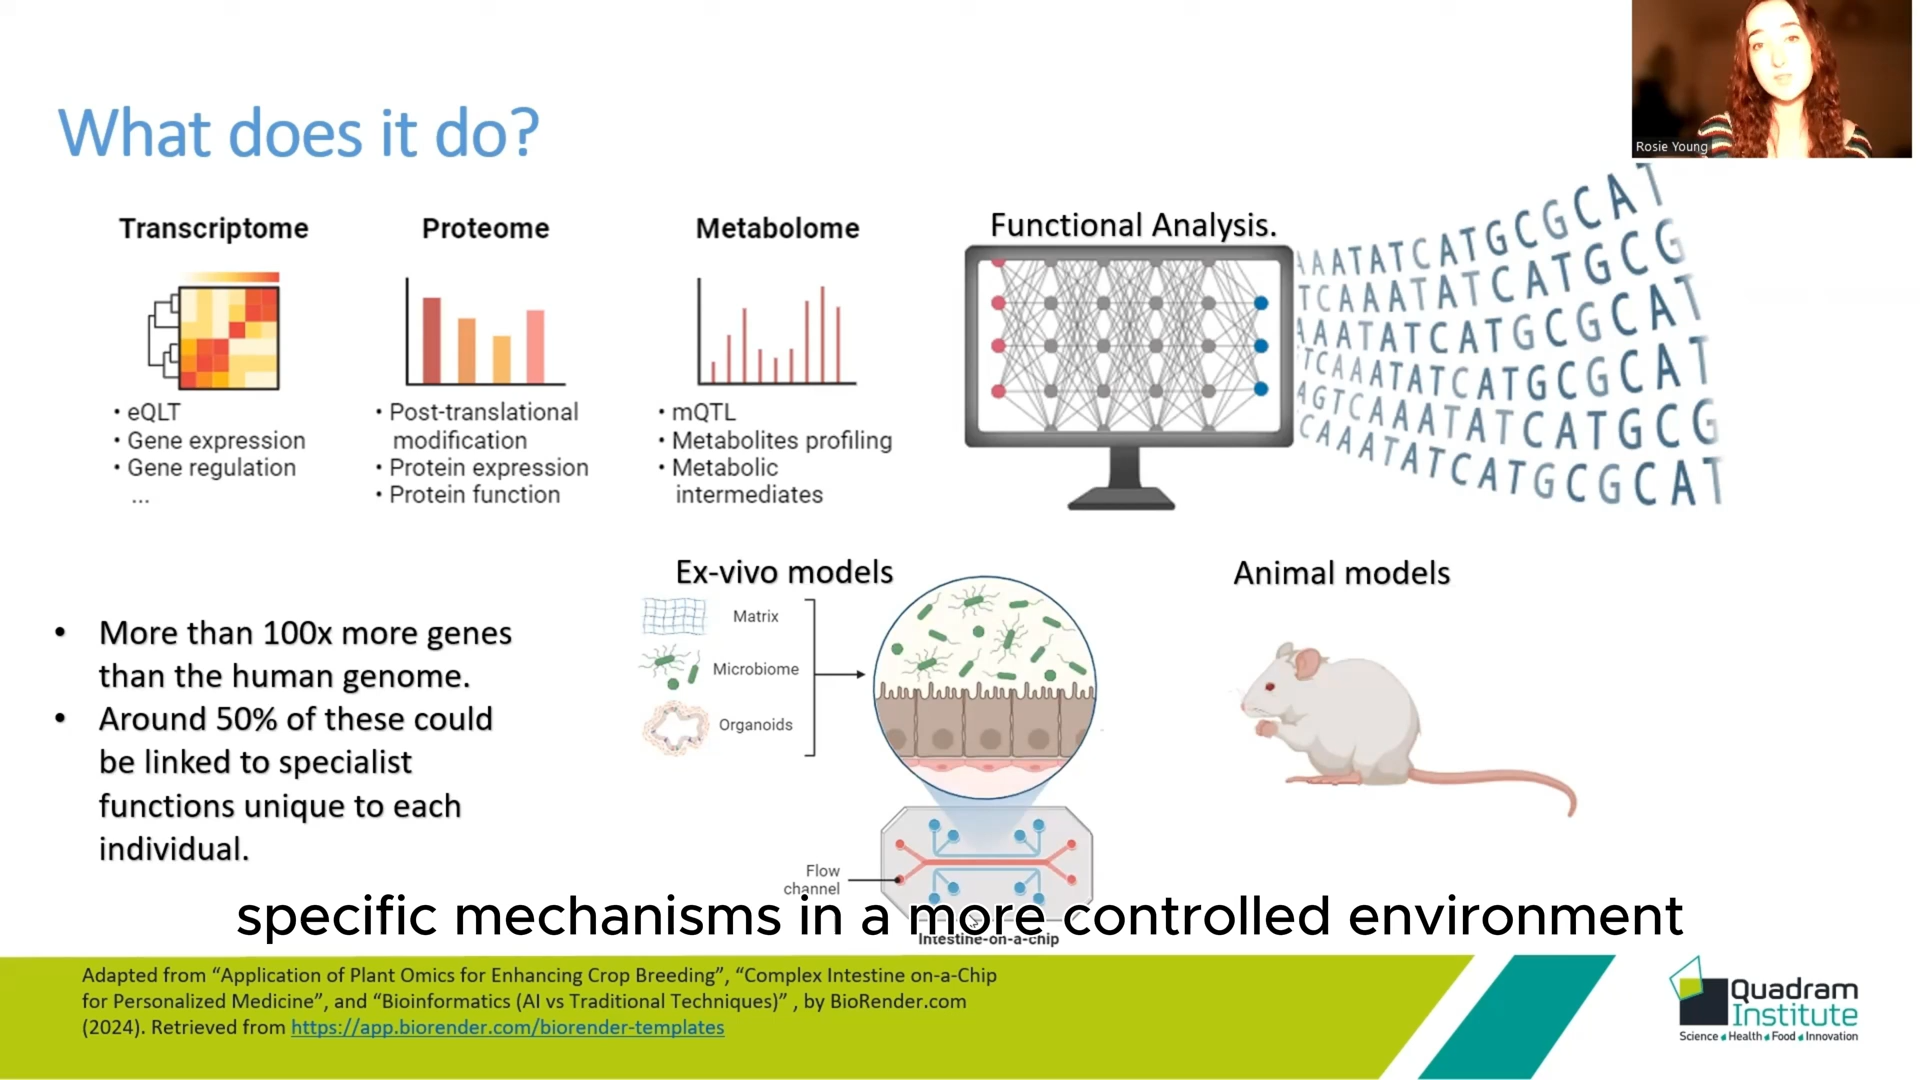 What does it do?
Rosie Young
Transcriptome
Proteome
Metabolome
Functional Analysis.
• eQLT
• Gene expression
• Gene regulation
...
• Post-translational
modification
• Protein expression
• Protein function
• mQTL
• Metabolites profiling
• Metabolic
intermediates
AAATATCATGCGCAT
TCAAATATCATGCG
AAATATCATGCGCAT
TCAAATATCATGCGCAT
AGTCAAATATCATGCG
CAAATATCATGCGCAT
• More than 100x more genes
than the human genome.
• Around 50% of these could
be linked to specialist
functions unique to each
individual.
Ex-vivo models
Matrix
Microbiome
Organoids
Flow
channel
Intestine-on-a-chip
Animal models
specific mechanisms in a more controlled environment
Adapted from “Application of Plant Omics for Enhancing Crop Breeding”, “Complex Intestine on-a-Chip
for Personalized Medicine”, and “Bioinformatics (AI vs Traditional Techniques)” , by BioRender.com
(2024). Retrieved from https://app.biorender.com/biorender-templates
Quadram
Institute
Science Health Food Innovation